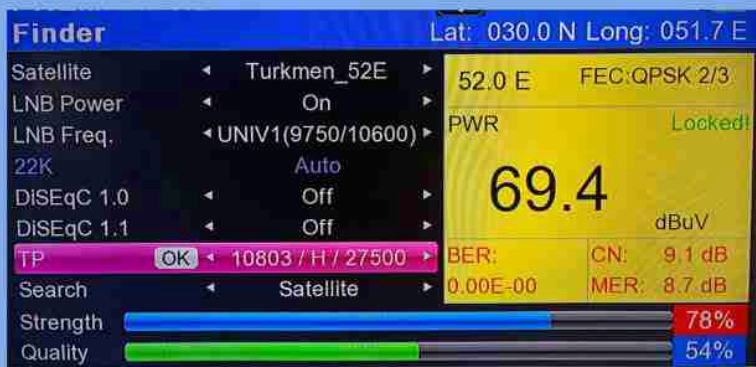 Finder Lat: 030.0 N Long: 051.7 E
Satellite Turkmen_52E
LNB Power On
LNB Freq. UNIV1(9750/10600)
22K Auto
DiSEqC 1.0 Off
DiSEqC 1.1 Off
TP OK 10803 / H / 27500
Search Satellite
52.0 E FEC:QPSK 2/3
PWR Locked!
69.4
dBuV
BER: CN: 9.1 dB
0.00E-00 MER: 8.7 dB
Strength 78%
Quality 54%